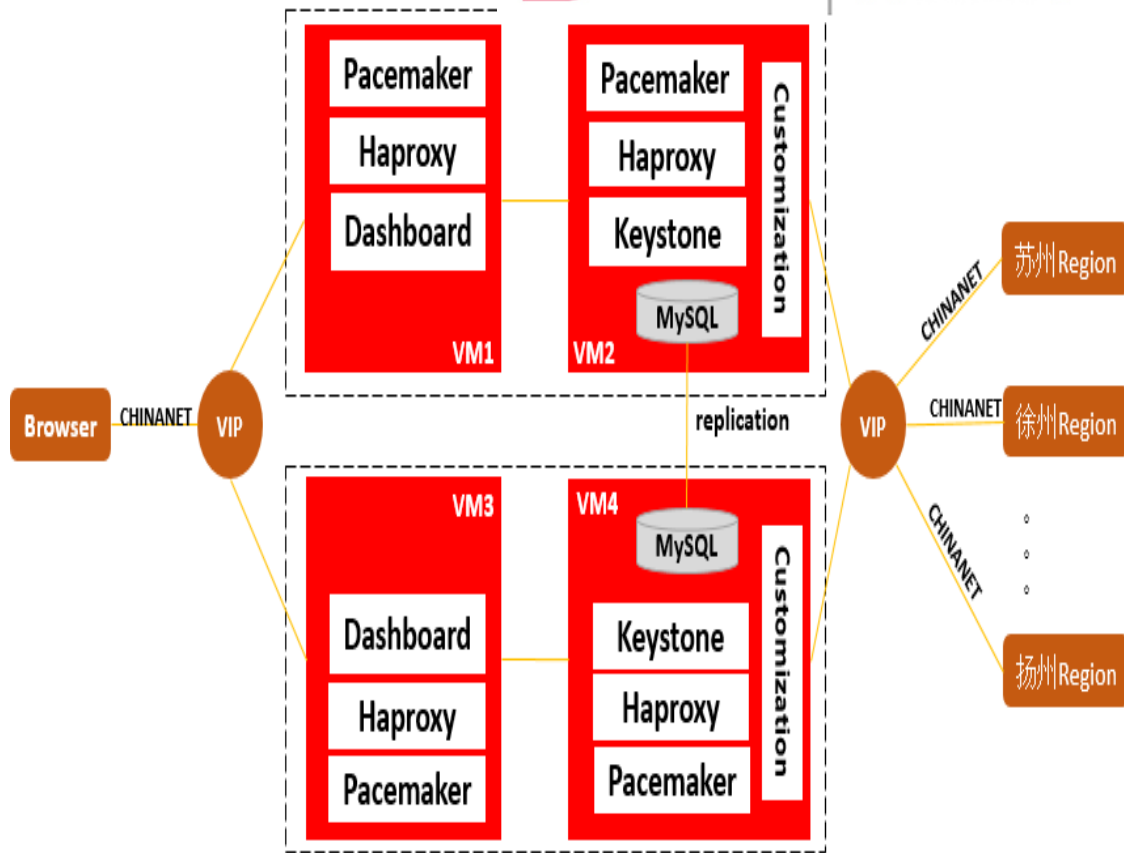 Pacemaker
Haproxy
Dashboard
VM1
Pacemaker
Haproxy
Keystone
MySQL
VM2
Customization
Browser
CHINANET
VIP
replication
VIP
CHINANET
苏州Region
CHINANET
徐州Region
CHINANET
扬州Region
VM3
Dashboard
Haproxy
Pacemaker
VM4
MySQL
Keystone
Haproxy
Pacemaker
Customization